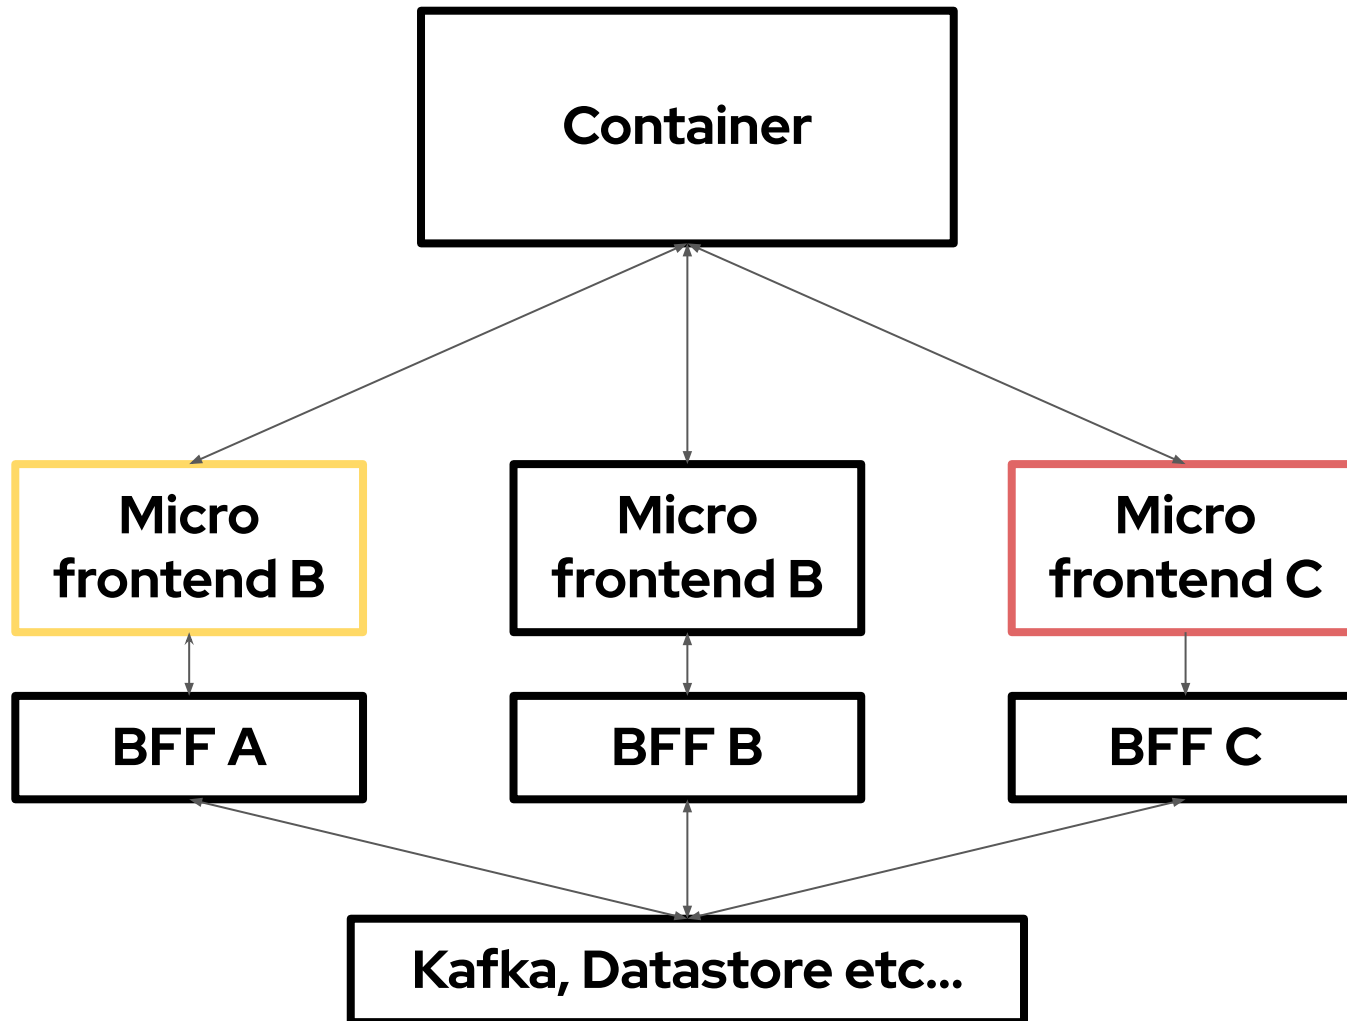 Container
Micro
frontend B
Micro
frontend B
Micro
frontend C
BFF A
BFF B
BFF C
Kafka, Datastore etc...